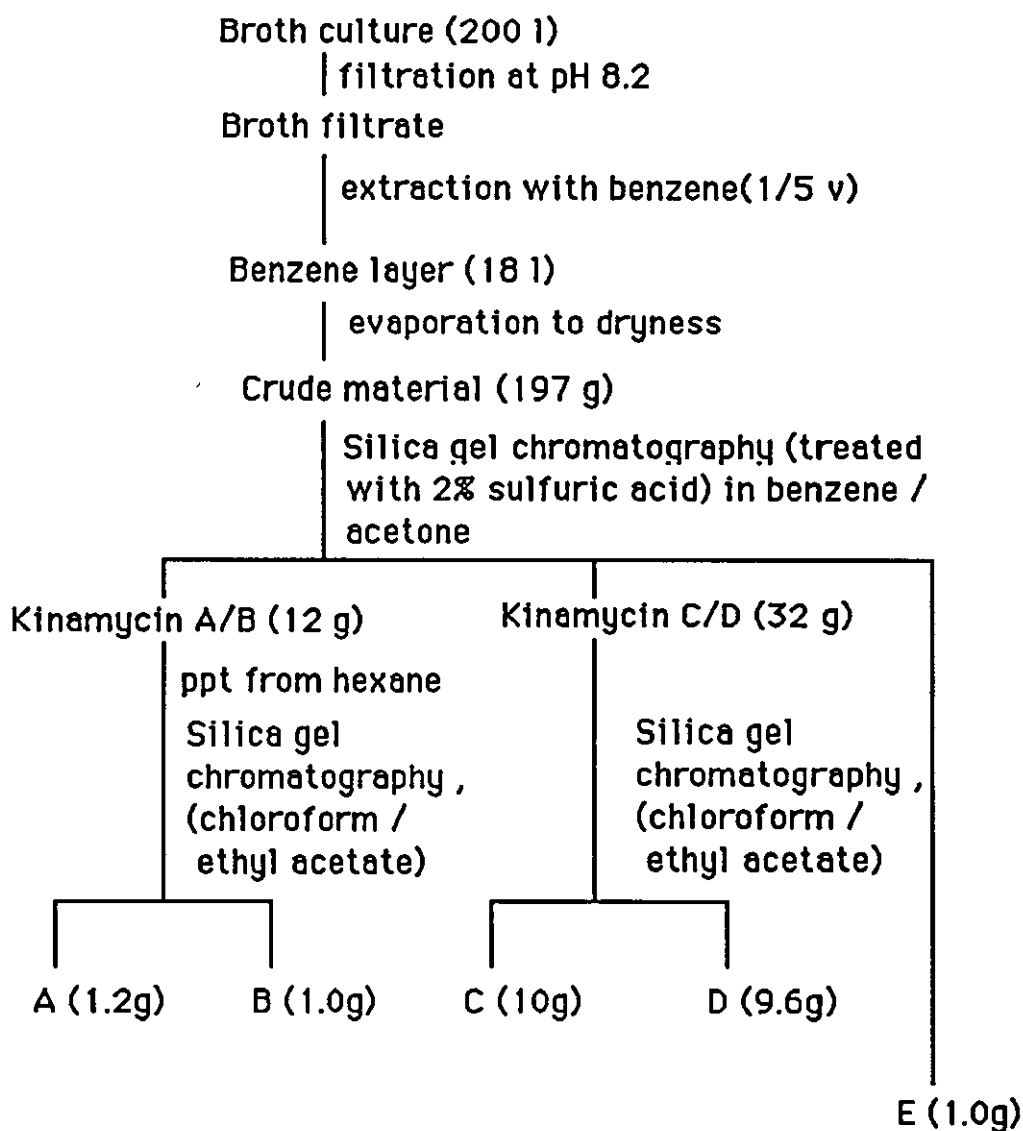 Broth culture (200 l)
filtration at pH 8.2
Broth filtrate
extraction with benzene(1/5 v)
Benzene layer (18 l)
evaporation to dryness
Crude material (197 g)
Silica gel chromatography (treated
with 2% sulfuric acid) in benzene /
acetone
Kinamycin A/B (12 g)
Kinamycin C/D (32 g)
ppt from hexane
Silica gel
chromatography ,
(chloroform /
ethyl acetate)
Silica gel
chromatography ,
(chloroform /
ethyl acetate)
A (1.2g)
B (1.0g)
C (10g)
D (9.6g)
E (1.0g)